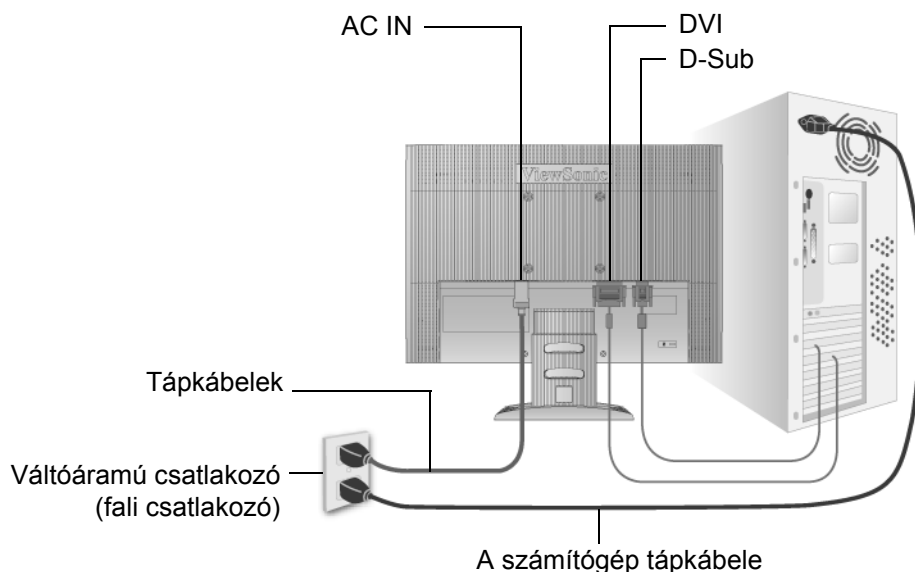 AC IN
DVI
D-Sub
ViewSonic
Tápkábelek
Váltóáramú csatlakozó
(fali csatlakozó)
A számítógép tápkábele